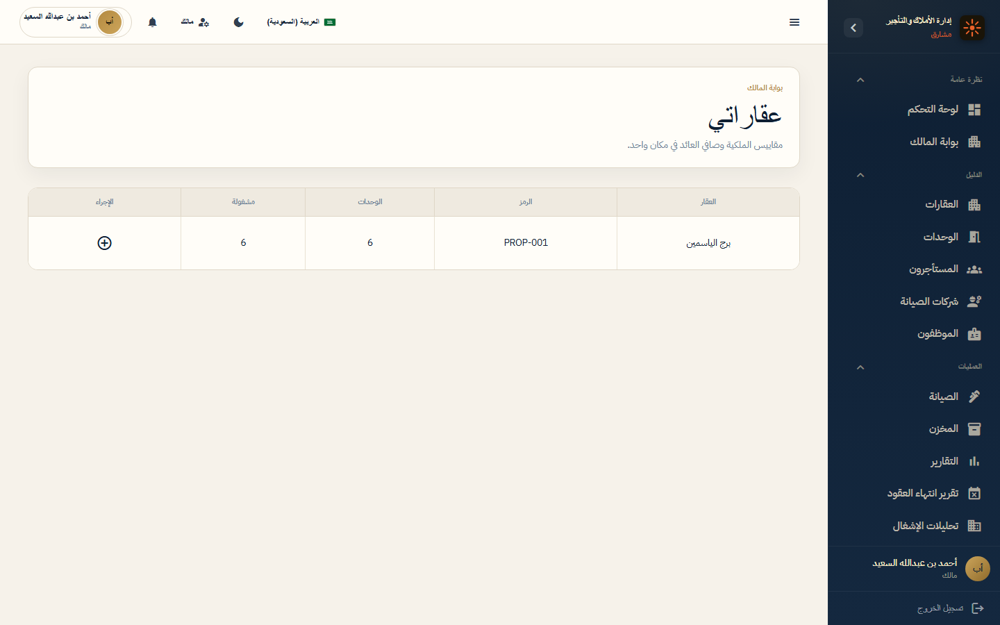 إدارة الأملاك والتأجير
مشارق
نظرة عامة
لوحة التحكم
بوابة المالك
الدليل
العقارات
الوحدات
المستأجرون
شركات الصيانة
الموظفون
العمليات
الصيانة
المخزن
التقارير
تقرير انتهاء العقود
تحليلات الإشغال
أب
أحمد بن عبدالله السعيد
مالك
تسجيل الخروج
العربية (السعودية)
مالك
أب
أحمد بن عبدالله السعيد
مالك
بوابة المالك
عقاراتي
مقاييس الملكية وصافي العائد في مكان واحد.
العقار الرمز الوحدات مشغولة الإجراء
برج الياسمين PROP-001 6 6